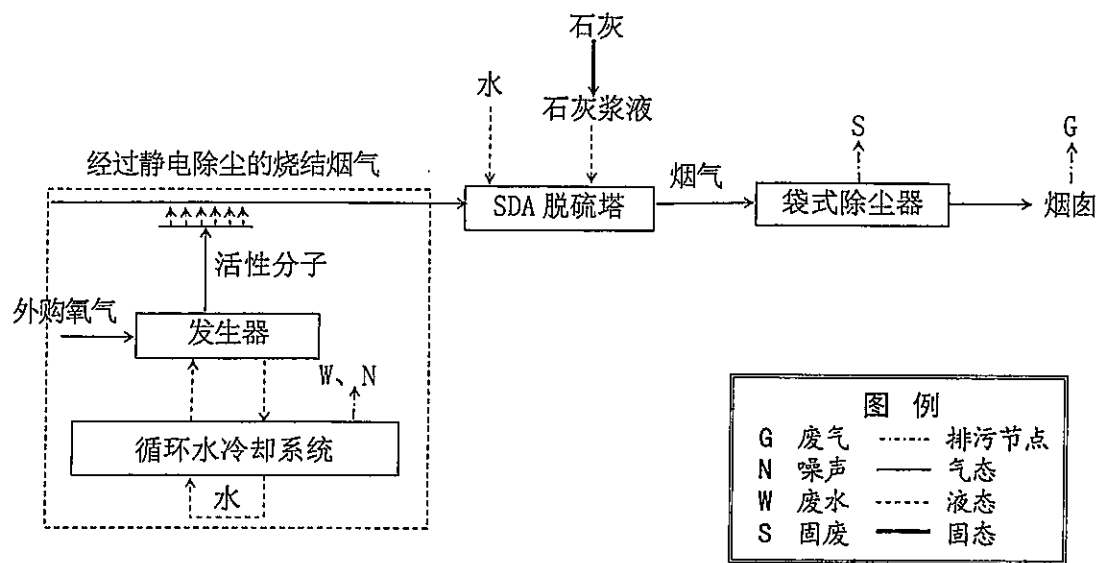 石灰
水
石灰浆液
S
G
经过静电除尘的烧结烟气
SDA 脱硫塔
烟气
袋式除尘器
烟囱
活性分子
外购氧气
发生器
W、N
循环水冷却系统
水
图 例
G 废气 排污节点
N 噪声 气态
W 废水 液态
S 固废 固态